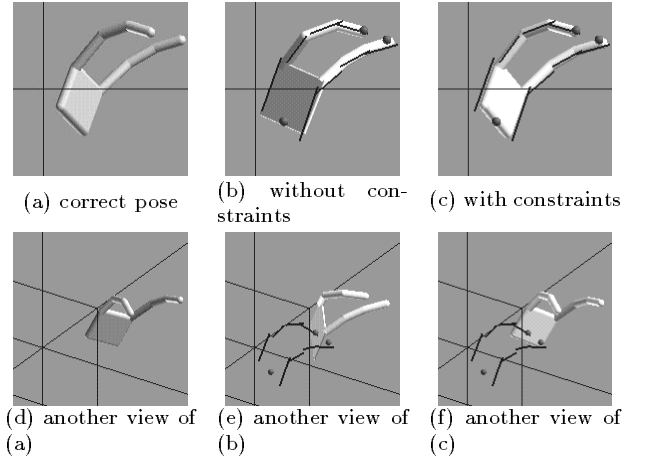 (a) correct pose
(b) without con-
straints
(c) with constraints
(d) another view of
(a)
(e) another view of
(b)
(f) another view of
(c)